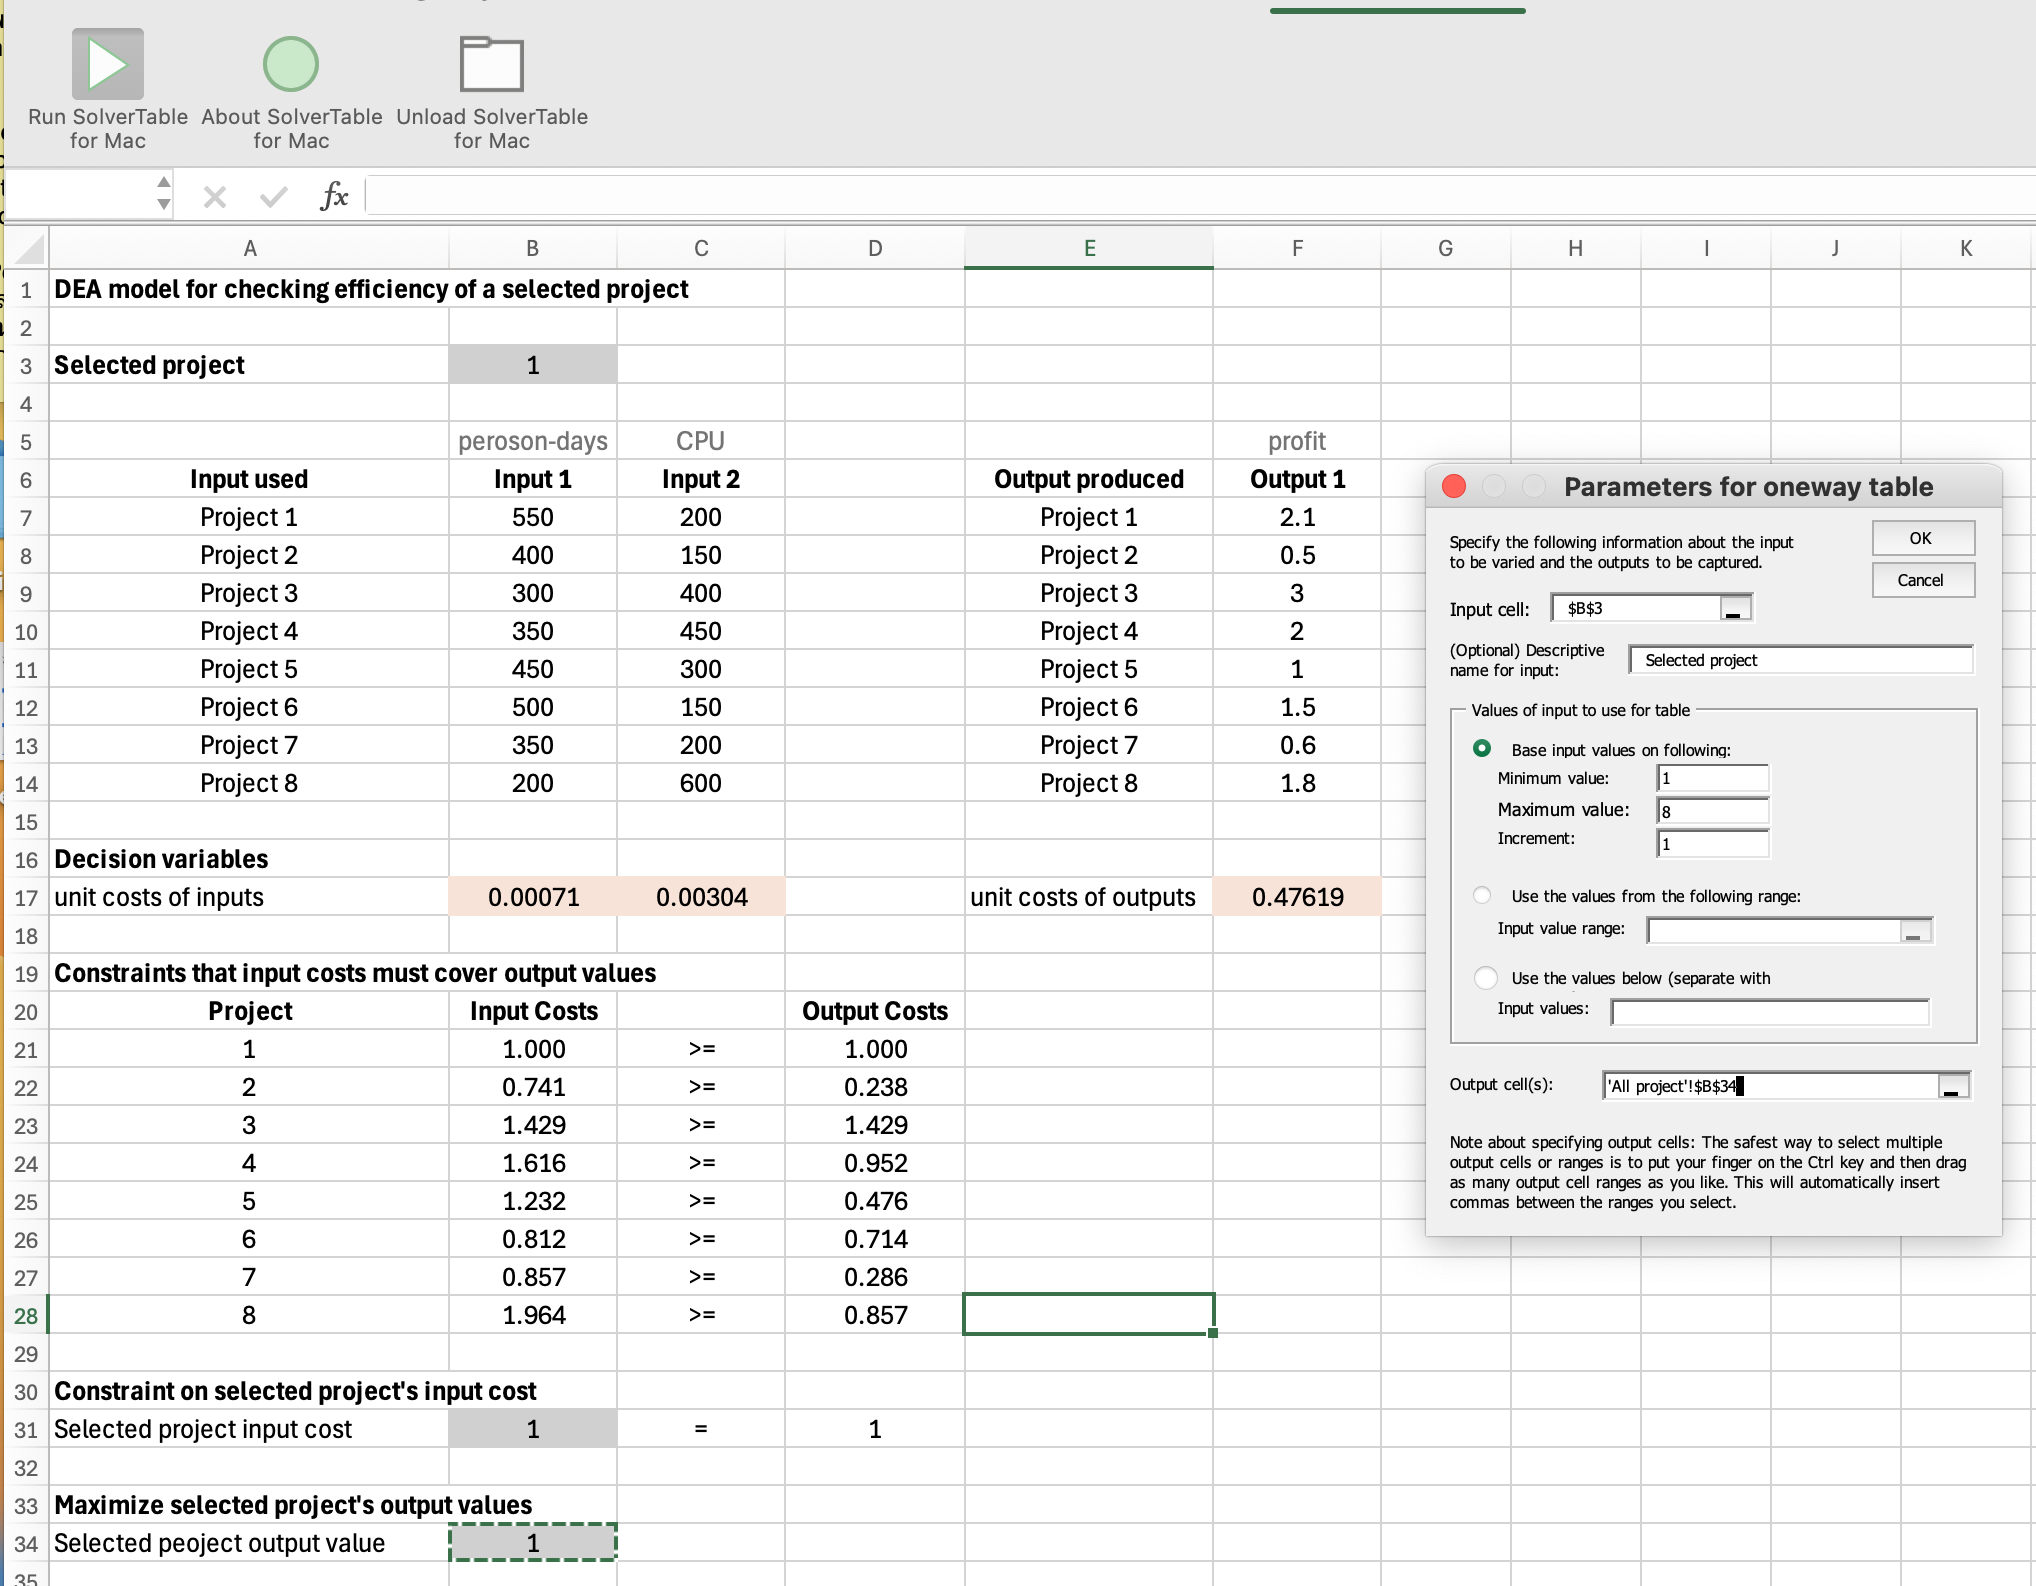 Run SolverTable
for Mac
About SolverTable
for Mac
Unload SolverTable
for Mac
fx
A B C D E F G H I J K
1 DEA model for checking efficiency of a selected project
2
3 Selected project 1
4
5 peroson-days CPU profit
6 Input used Input 1 Input 2 Output produced Output 1
7 Project 1 550 200 Project 1 2.1
8 Project 2 400 150 Project 2 0.5
9 Project 3 300 400 Project 3 3
10 Project 4 350 450 Project 4 2
11 Project 5 450 300 Project 5 1
12 Project 6 500 150 Project 6 1.5
13 Project 7 350 200 Project 7 0.6
14 Project 8 200 600 Project 8 1.8
15
16 Decision variables
17 unit costs of inputs 0.00071 0.00304 unit costs of outputs 0.47619
18
19 Constraints that input costs must cover output values
20 Project Input Costs Output Costs
21 1 1.000 >= 1.000
22 2 0.741 >= 0.238
23 3 1.429 >= 1.429
24 4 1.616 >= 0.952
25 5 1.232 >= 0.476
26 6 0.812 >= 0.714
27 7 0.857 >= 0.286
28 8 1.964 >= 0.857
29
30 Constraint on selected project's input cost
31 Selected project input cost 1 = 1
32
33 Maximize selected project's output values
34 Selected peoject output value 1
35
Parameters for oneway table
Specify the following information about the input
to be varied and the outputs to be captured.
OK
Cancel
Input cell: $B$3
(Optional) Descriptive
name for input: Selected project
Values of input to use for table
Base input values on following:
Minimum value: 1
Maximum value: 8
Increment: 1
Use the values from the following range:
Input value range:
Use the values below (separate with
Input values:
Output cell(s): 'All project'!$B$34
Note about specifying output cells: The safest way to select multiple
output cells or ranges is to put your finger on the Ctrl key and then drag
as many output cell ranges as you like. This will automatically insert
commas between the ranges you select.